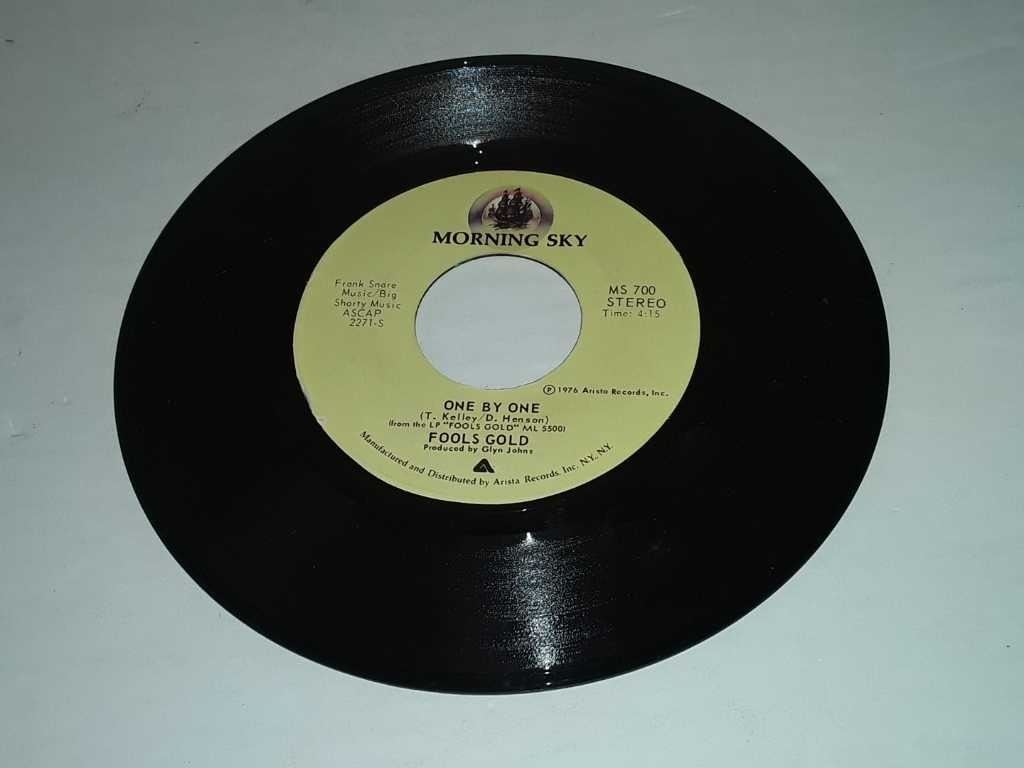 MORNING SKY
Frank Snare
Music/Big
Shorty Music
ASCAP
2271-S
MS 700
STEREO
Time: 4:15
Ⓟ 1976 Arista Records, Inc.
ONE BY ONE
(T. Kelley/D. Henson)
(from the LP "FOOLS GOLD" ML 5500)
FOOLS GOLD
Produced by Glyn Johns
Manufactured and Distributed by Arista Records, Inc. N.Y., N.Y.